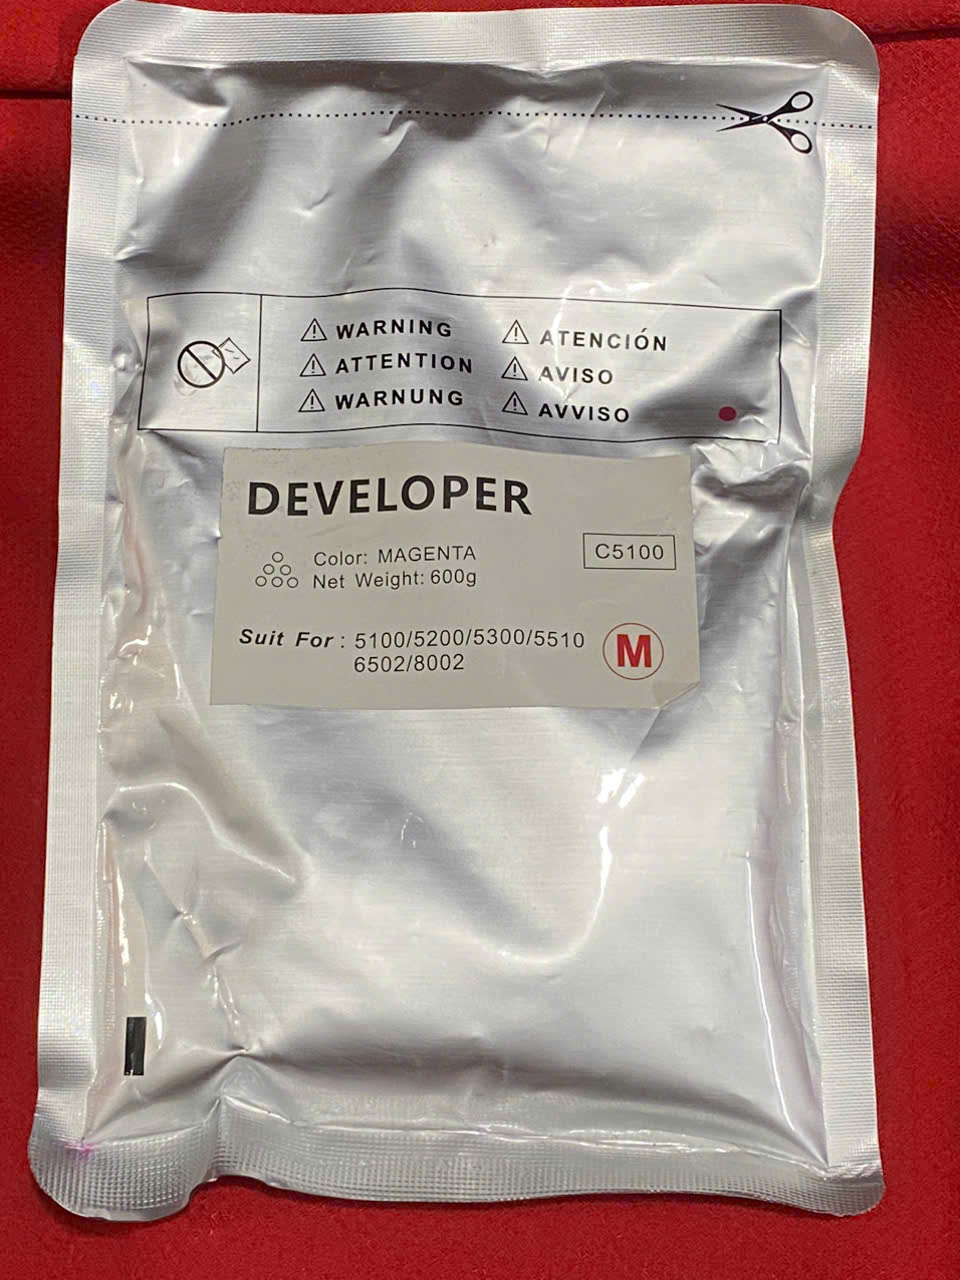 WARNING
ATTENTION
WARNUNG
ATENCIÓN
AVISO
AVVISO
DEVELOPER
Color: MAGENTA
Net Weight: 600g
C5100
Suit For : 5100/5200/5300/5510
6502/8002
M